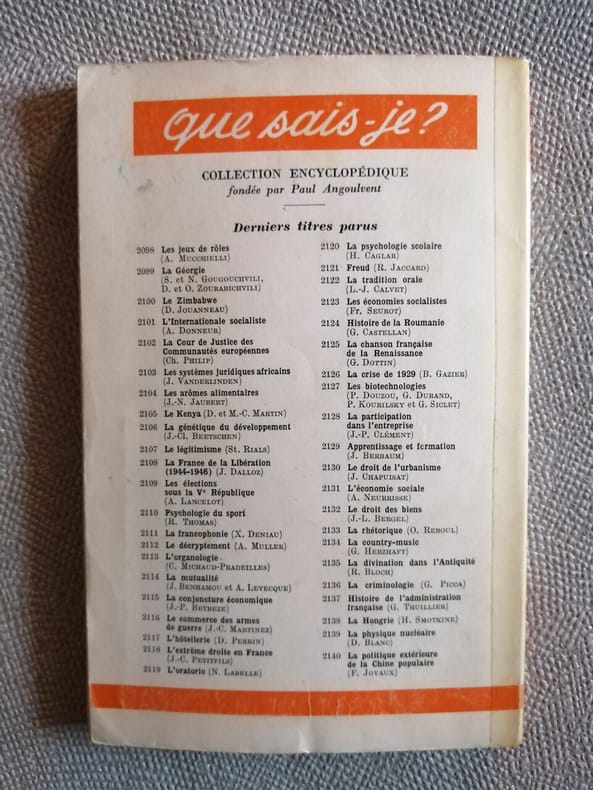 que sais-je?
COLLECTION ENCYCLOPÉDIQUE
fondée par Paul Angoulvent
Derniers titres parus
2098 Les jeux de rôles
(A. MUCCHIELLI)
2099 La Géorgie
(S. et N. GOUGOUCHVILI,
D. et O. ZOURABICHVILI)
2100 Le Zimbabwe
(D. JOUANNEAU)
2101 L'Internationale socialiste
(A. DONNEUR)
2102 La Cour de Justice des
Communautés européennes
(Ch. PHILIP)
2103 Les systèmes juridiques africains
(J. VANDERLINDEN)
2104 Les arômes alimentaires
(J.-N. JAUBERT)
2105 Le Kenya (D. et M.-C. MARTIN)
2106 La génétique du développement
(J.-Cl. BEETSCHEN)
2107 Le légitimisme (St. RIALS)
2108 La France de la Libération
(1944-1946) (J. DALLOZ)
2109 Les élections
sous la Ve République
(A. LANCELOT)
2110 Psychologie du sport
(R. THOMAS)
2111 La francophonie (X. DENIAU)
2112 Le décryptement (A. MULLER)
2113 L'organologie
(C. MICHAUD-PRADEILLES)
2114 La mutualité
(J. BENHAMOU et A. LEVECQUE)
2115 La conjoncture économique
(J.-P. BETBÈZE)
2116 Le commerce des armes
de guerre (J.-C. MARTINEZ)
2117 L'hôtellerie (D. PERRIN)
2118 L'extrême droite en France
(J.-C. PETITFILS)
2119 L'oratorio (N. LABELLE)
2120 La psychologie scolaire
(H. CAGLAR)
2121 Freud (R. JACCARD)
2122 La tradition orale
(L.-J. CALVET)
2123 Les économies socialistes
(Fr. SEUROT)
2124 Histoire de la Roumanie
(G. CASTELLAN)
2125 La chanson française
de la Renaissance
(G. DOTTIN)
2126 La crise de 1929 (B. GAZIER)
2127 Les biotechnologies
(P. DOUZOU, G. DURAND,
P. KOURILSKY et G. SICLET)
2128 La participation
dans l'entreprise
(J.-P. CLÉMENT)
2129 Apprentissage et formation
(J. BERBAUM)
2130 Le droit de l'urbanisme
(J. CHAPUISAT)
2131 L'économie sociale
(A. NEURRISSE)
2132 Le droit des biens
(J.-L. BERGEL)
2133 La rhétorique (O. REBOUL)
2134 La country-music
(G. HERZHAFT)
2135 La divination dans l'Antiquité
(R. BLOCH)
2136 La criminologie (G. PICCA)
2137 Histoire de l'administration
française (G. THUILLIER)
2138 La Hongrie (H. SMOTKINE)
2139 La physique nucléaire
(D. BLANC)
2140 La politique extérieure
de la Chine populaire
(F. JOYAUX)